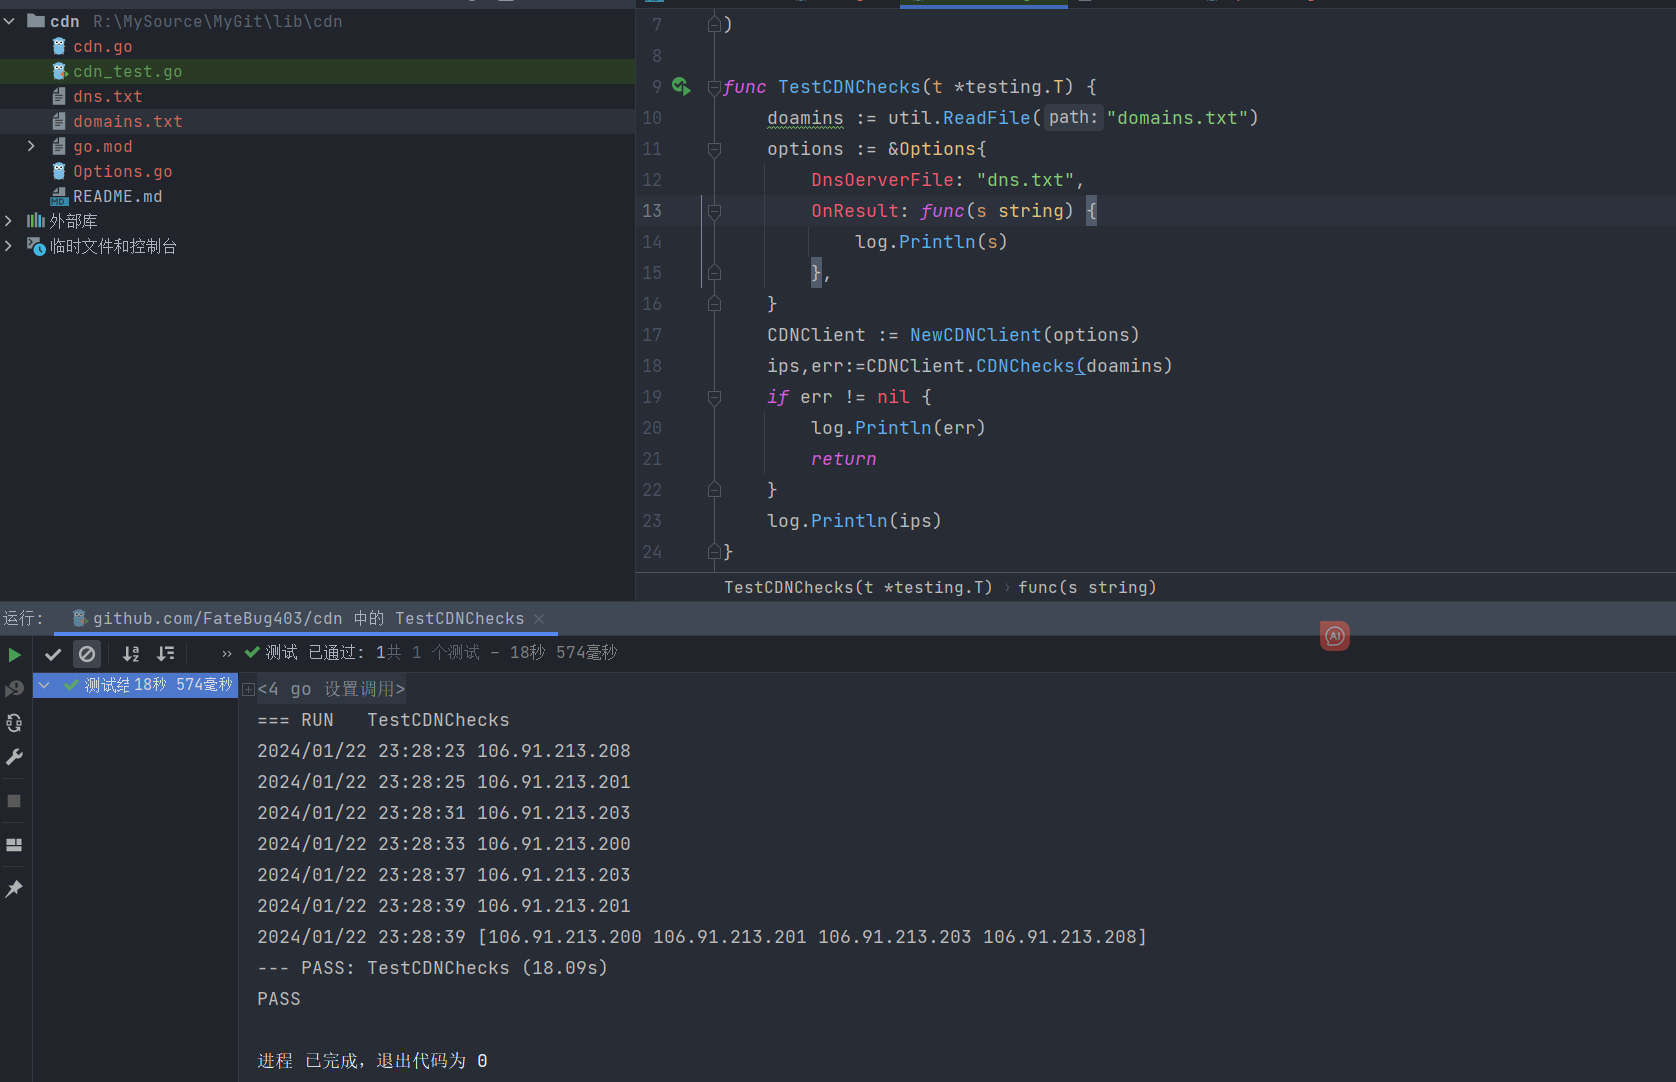 cdn R:\MySource\MyGit\lib\cdn
cdn.go
cdn_test.go
dns.txt
domains.txt
go.mod
Options.go
README.md
外部库
临时文件和控制台
7 )
8
9 func TestCDNChecks(t *testing.T) {
10 doamins := util.ReadFile( path: "domains.txt")
11 options := &Options{
12 DnsOerverFile: "dns.txt",
13 OnResult: func(s string) {
14 log.Println(s)
15 },
16 }
17 CDNClient := NewCDNClient(options)
18 ips,err:=CDNClient.CDNChecks(doamins)
19 if err != nil {
20 log.Println(err)
21 return
22 }
23 log.Println(ips)
24 }
TestCDNChecks(t *testing.T) › func(s string)
运行: github.com/FateBug403/cdn 中的 TestCDNChecks ×
» 测试 已通过: 1共 1 个测试 – 18秒 574毫秒
测试结 18秒 574毫秒
<4 go 设置调用>
=== RUN   TestCDNChecks
2024/01/22 23:28:23 106.91.213.208
2024/01/22 23:28:25 106.91.213.201
2024/01/22 23:28:31 106.91.213.203
2024/01/22 23:28:33 106.91.213.200
2024/01/22 23:28:37 106.91.213.203
2024/01/22 23:28:39 106.91.213.201
2024/01/22 23:28:39 [106.91.213.200 106.91.213.201 106.91.213.203 106.91.213.208]
--- PASS: TestCDNChecks (18.09s)
PASS
进程 已完成，退出代码为 0
AI